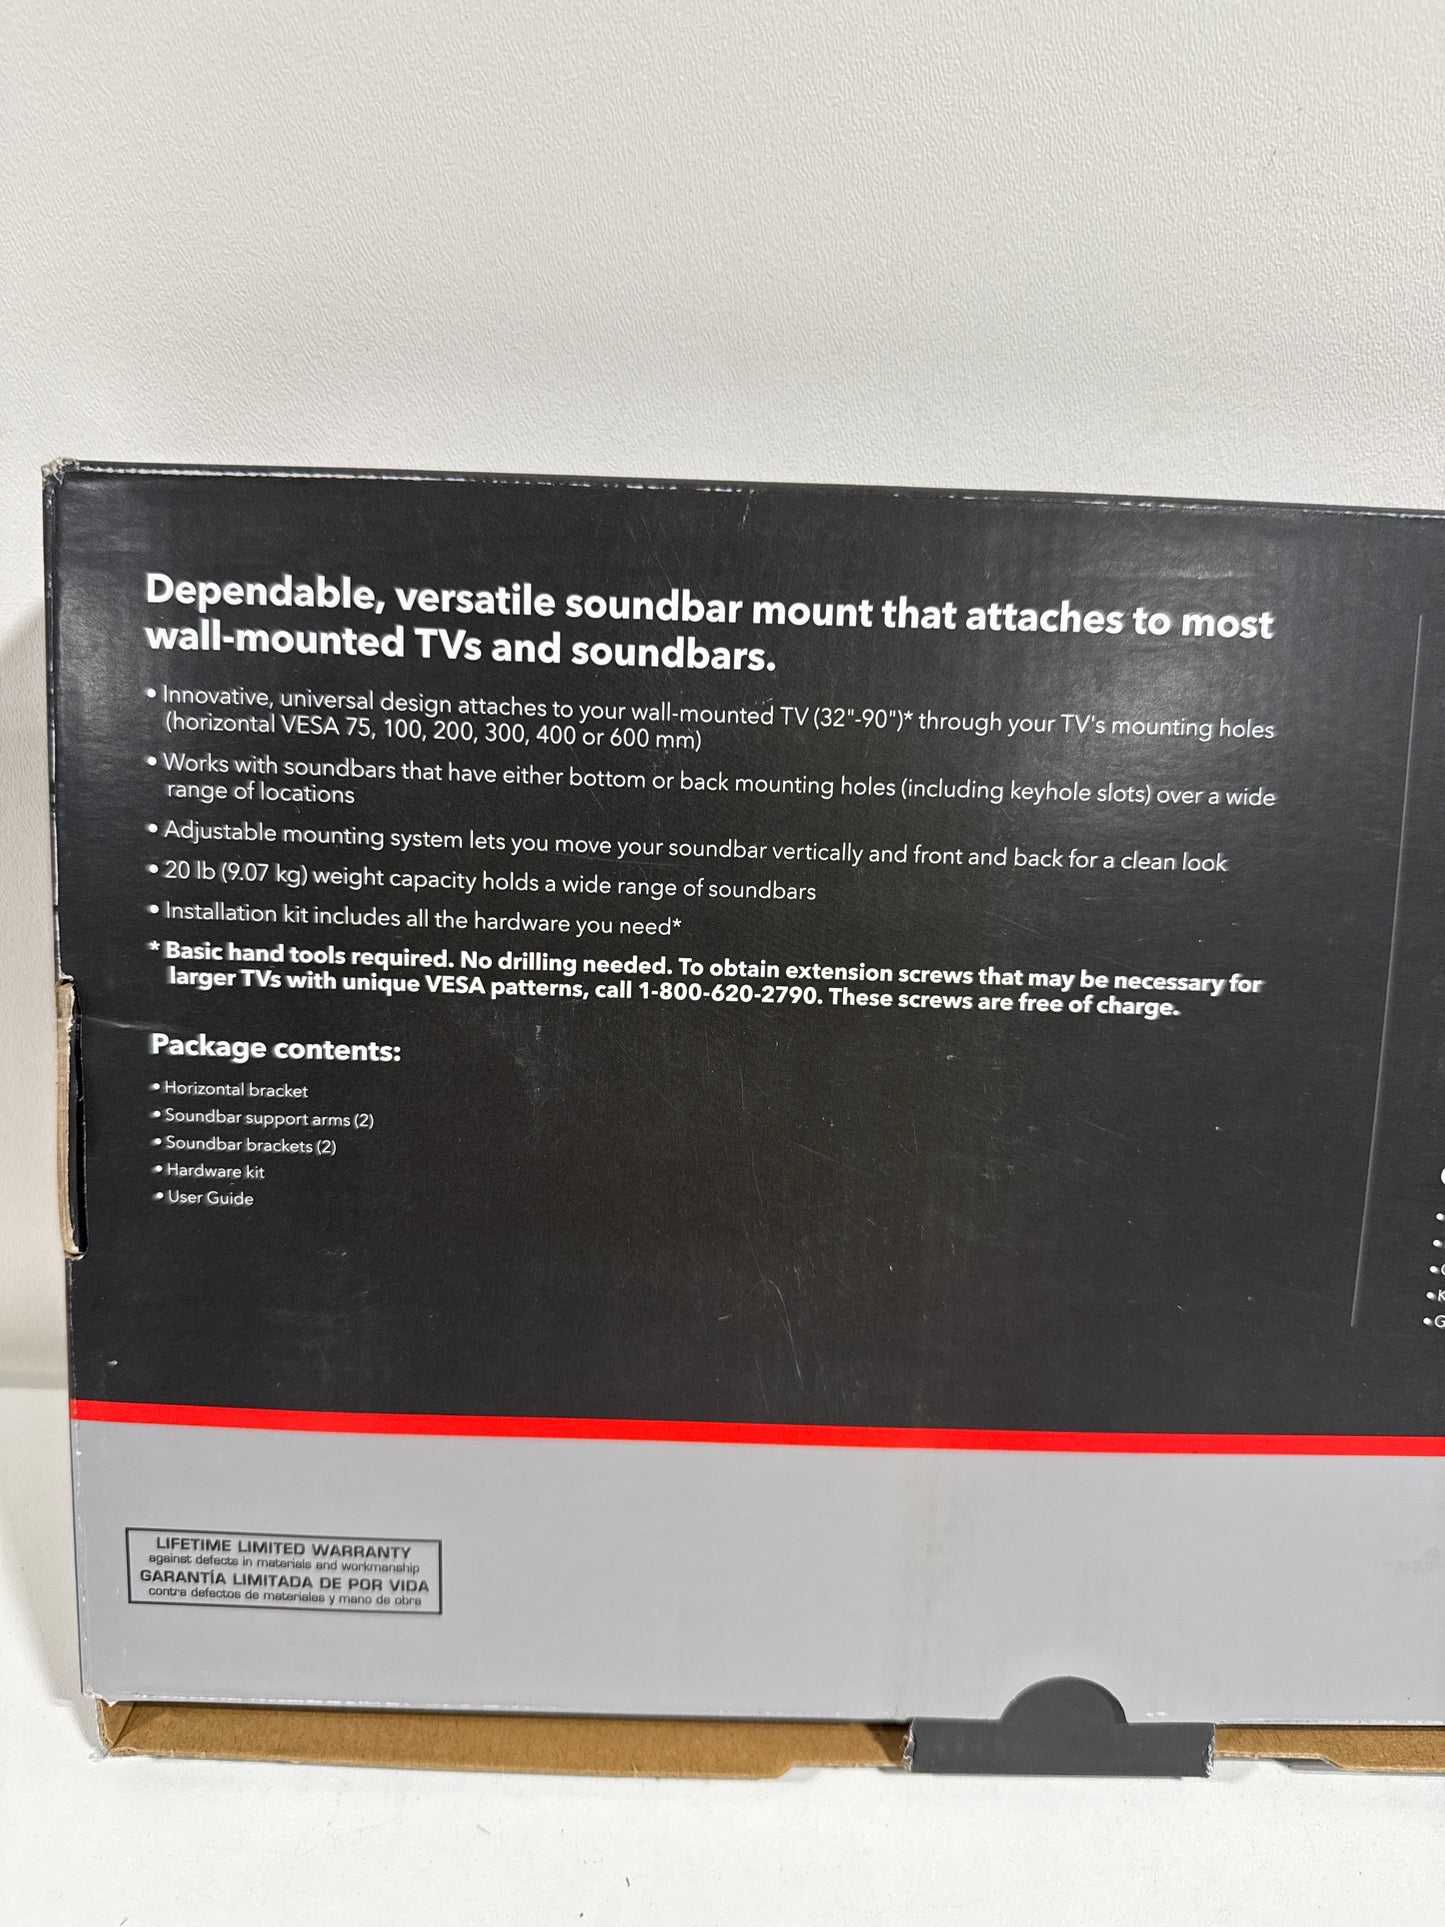 Dependable, versatile soundbar mount that attaches to most
wall-mounted TVs and soundbars.
• Innovative, universal design attaches to your wall-mounted TV (32"-90")* through your TV's mounting holes
(horizontal VESA 75, 100, 200, 300, 400 or 600 mm)
• Works with soundbars that have either bottom or back mounting holes (including keyhole slots) over a wide
range of locations
• Adjustable mounting system lets you move your soundbar vertically and front and back for a clean look
• 20 lb (9.07 kg) weight capacity holds a wide range of soundbars
• Installation kit includes all the hardware you need*
* Basic hand tools required. No drilling needed. To obtain extension screws that may be necessary for
larger TVs with unique VESA patterns, call 1-800-620-2790. These screws are free of charge.
Package contents:
• Horizontal bracket
• Soundbar support arms (2)
• Soundbar brackets (2)
• Hardware kit
• User Guide
LIFETIME LIMITED WARRANTY
against defects in materials and workmanship
GARANTÍA LIMITADA DE POR VIDA
contra defectos de materiales y mano de obra